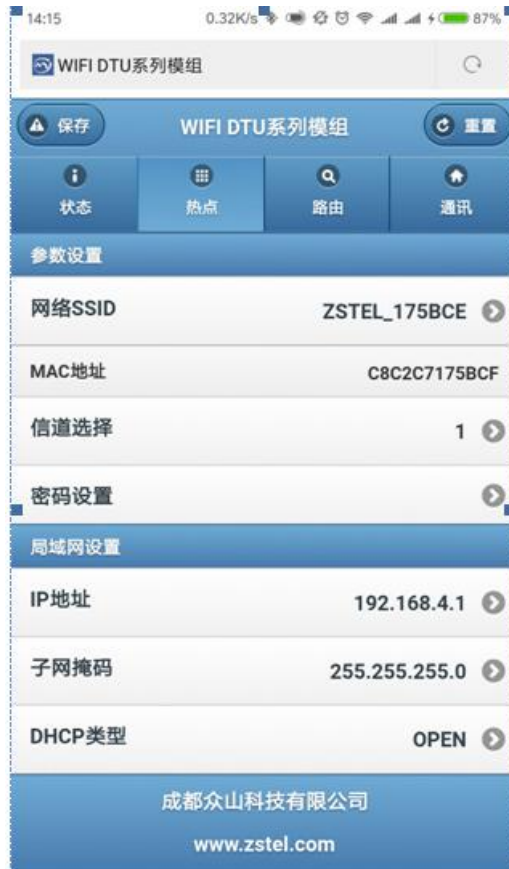 14:15 0.32K/s 87%
WIFI DTU系列模组
保存 WIFI DTU系列模组 重置
状态 热点 路由 通讯
参数设置
网络SSID ZSTEL_175BCE
MAC地址 C8C2C7175BCF
信道选择 1
密码设置
局域网设置
IP地址 192.168.4.1
子网掩码 255.255.255.0
DHCP类型 OPEN
成都众山科技有限公司
www.zstel.com